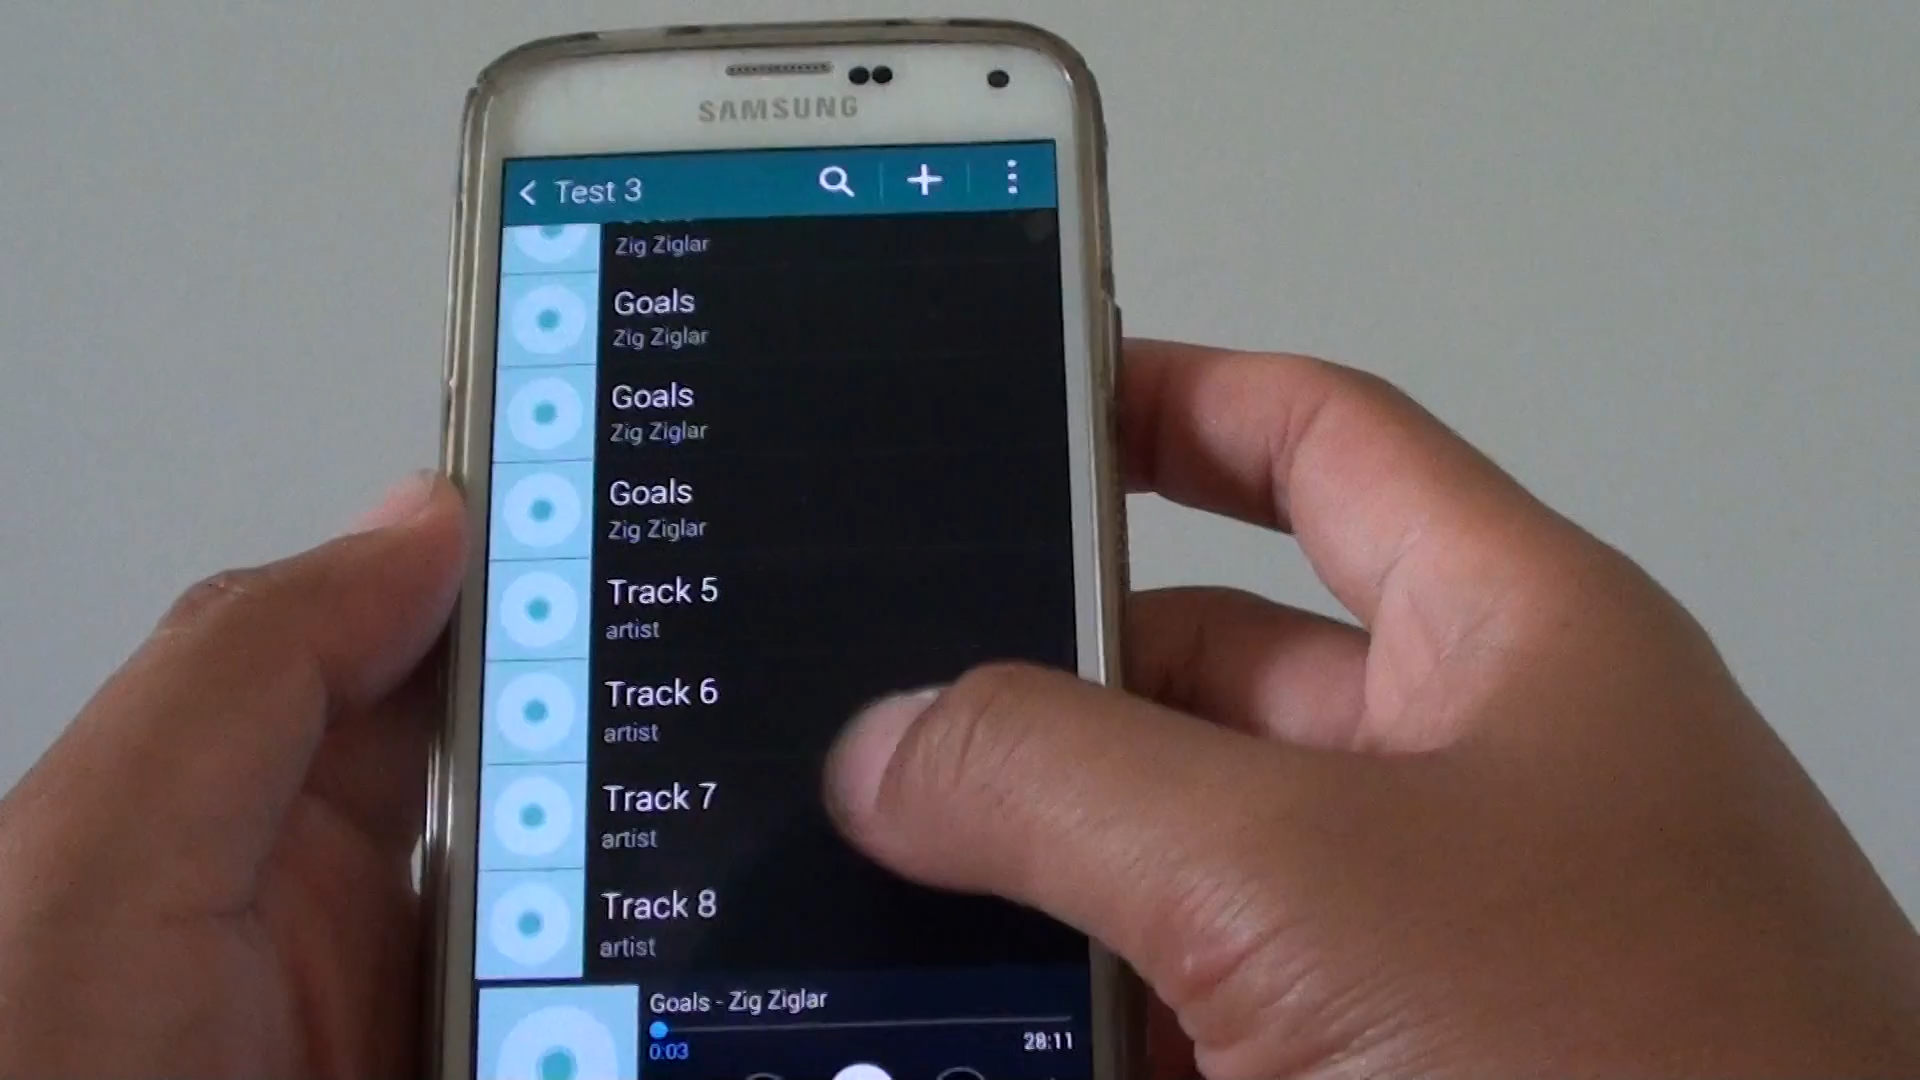 SAMSUNG
Test 3
Zig Ziglar
Goals
Zig Ziglar
Goals
Zig Ziglar
Goals
Zig Ziglar
Track 5
artist
Track 6
artist
Track 7
artist
Track 8
artist
Goals - Zig Ziglar
0:03
28:11